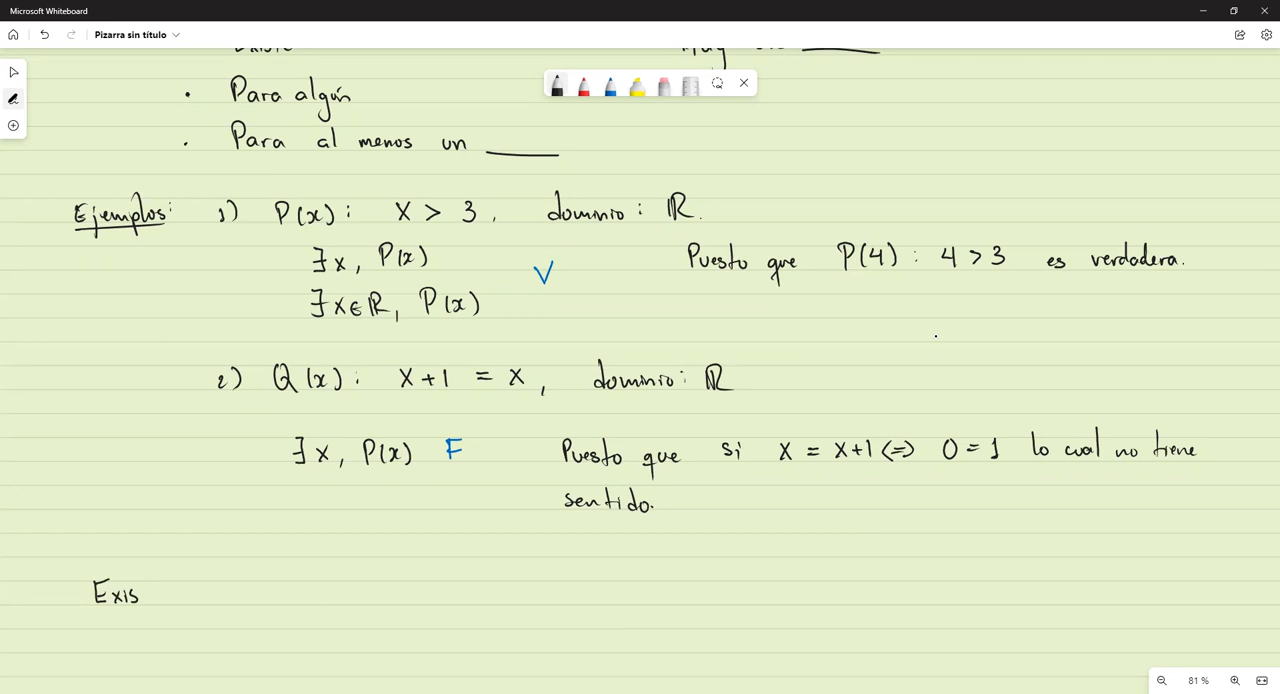 Microsoft Whiteboard
Pizarra sin título
Existe
· Para algún
· Para al menos un ____
Ejemplos: 1) P(x): x > 3, dominio: ℝ.
∃x, P(x) V Puesto que P(4): 4 > 3 es verdadera.
∃x∈ℝ, P(x)
2) Q(x): x+1 = x, dominio: ℝ
∃x, P(x) F Puesto que si x = x+1 <=> 0 = 1 lo cual no tiene
sentido.
Exis
81 %